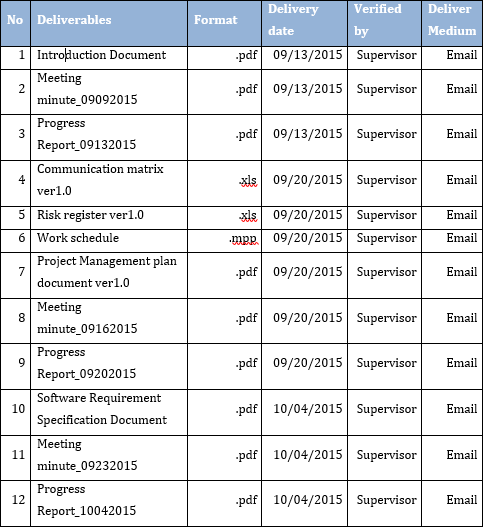 No Deliverables Format Delivery date Verified by Deliver Medium
1 Introduction Document .pdf 09/13/2015 Supervisor Email
2 Meeting minute_09092015 .pdf 09/13/2015 Supervisor Email
3 Progress Report_09132015 .pdf 09/13/2015 Supervisor Email
4 Communication matrix ver1.0 .xls 09/20/2015 Supervisor Email
5 Risk register ver1.0 .xls 09/20/2015 Supervisor Email
6 Work schedule .mpp 09/20/2015 Supervisor Email
7 Project Management plan document ver1.0 .pdf 09/20/2015 Supervisor Email
8 Meeting minute_09162015 .pdf 09/20/2015 Supervisor Email
9 Progress Report_09202015 .pdf 09/20/2015 Supervisor Email
10 Software Requirement Specification Document .pdf 10/04/2015 Supervisor Email
11 Meeting minute_09232015 .pdf 10/04/2015 Supervisor Email
12 Progress Report_10042015 .pdf 10/04/2015 Supervisor Email